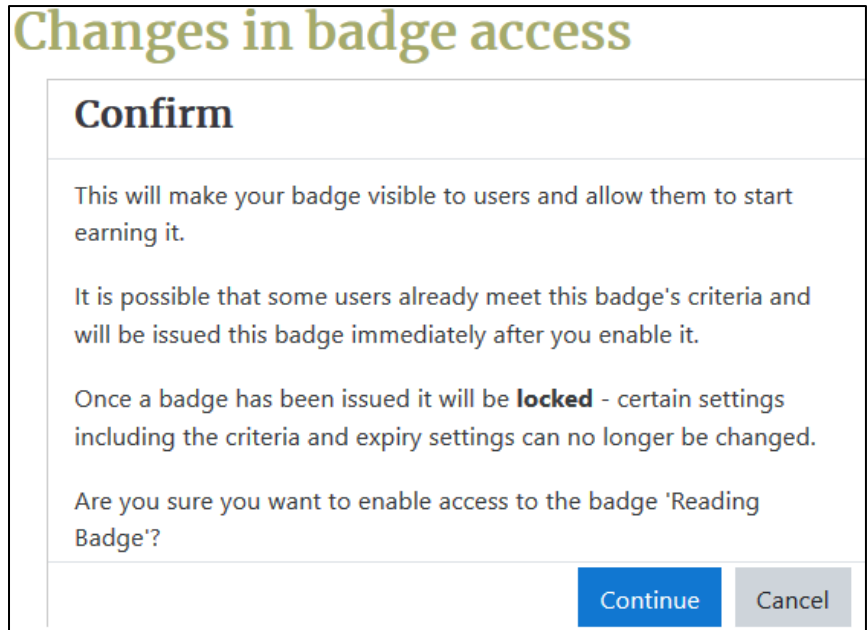 Changes in badge access
Confirm
This will make your badge visible to users and allow them to start
earning it.
It is possible that some users already meet this badge's criteria and
will be issued this badge immediately after you enable it.
Once a badge has been issued it will be locked - certain settings
including the criteria and expiry settings can no longer be changed.
Are you sure you want to enable access to the badge 'Reading
Badge'?
Continue Cancel